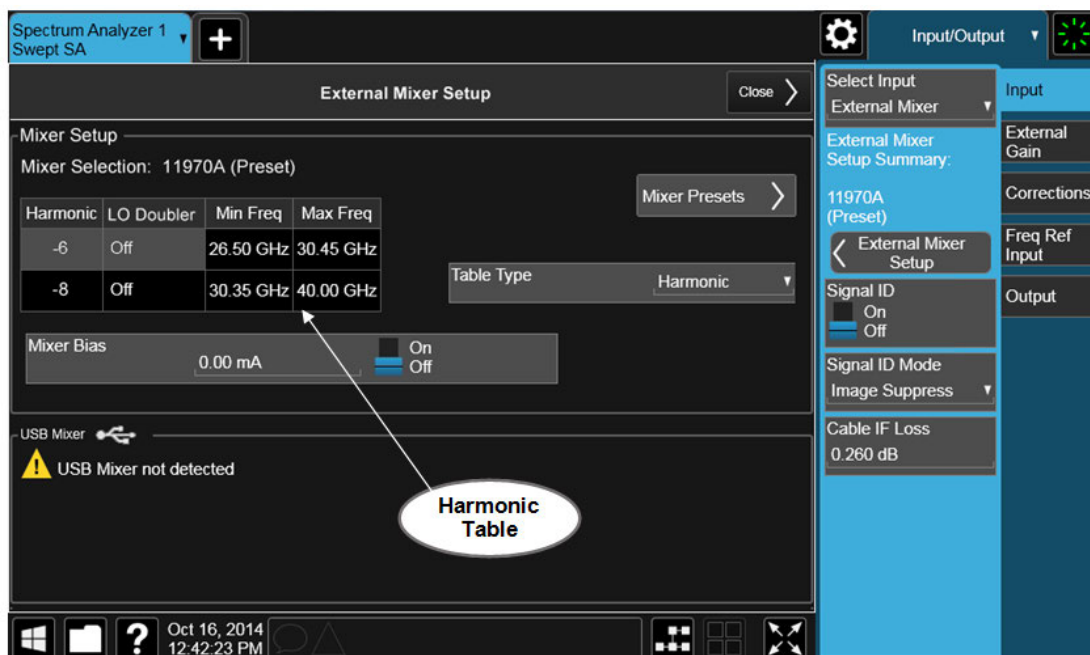 Spectrum Analyzer 1
Swept SA
Input/Output
External Mixer Setup
Close
Mixer Setup
Mixer Selection: 11970A (Preset)
Mixer Presets
Harmonic LO Doubler Min Freq Max Freq
-6 Off 26.50 GHz 30.45 GHz
-8 Off 30.35 GHz 40.00 GHz
Table Type Harmonic
Mixer Bias
0.00 mA
On
Off
USB Mixer
USB Mixer not detected
Harmonic
Table
Select Input
External Mixer
External Mixer
Setup Summary:
11970A
(Preset)
External Mixer
Setup
Signal ID
On
Off
Signal ID Mode
Image Suppress
Cable IF Loss
0.260 dB
Input
External
Gain
Corrections
Freq Ref
Input
Output
?
Oct 16, 2014
12:42:23 PM